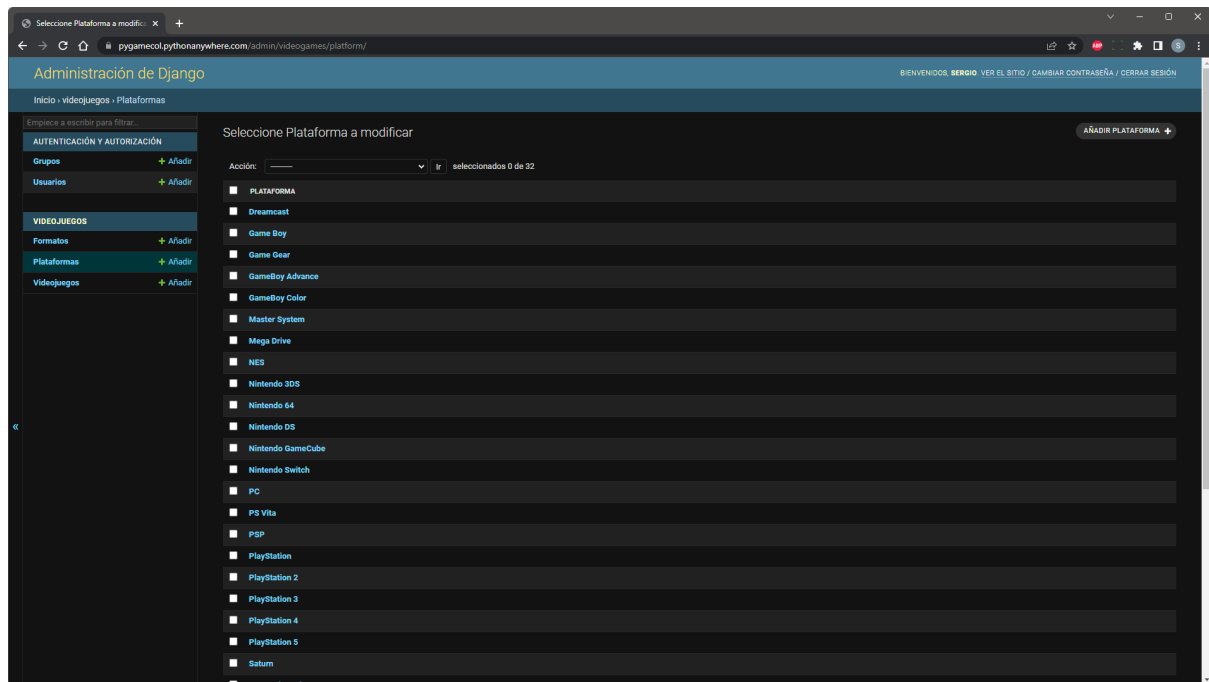 Seleccione Plataforma a modific
pygamecol.pythonanywhere.com/admin/videogames/platform/
ABP
S
Administración de Django
BIENVENIDOS, SERGIO. VER EL SITIO / CAMBIAR CONTRASEÑA / CERRAR SESIÓN
Inicio › videojuegos › Plataformas
Empiece a escribir para filtrar...
AUTENTICACIÓN Y AUTORIZACIÓN
Grupos + Añadir
Usuarios + Añadir
VIDEOJUEGOS
Formatos + Añadir
Plataformas + Añadir
Videojuegos + Añadir
«
Seleccione Plataforma a modificar
AÑADIR PLATAFORMA +
Acción: --------- Ir seleccionados 0 de 32
PLATAFORMA
Dreamcast
Game Boy
Game Gear
GameBoy Advance
GameBoy Color
Master System
Mega Drive
NES
Nintendo 3DS
Nintendo 64
Nintendo DS
Nintendo GameCube
Nintendo Switch
PC
PS Vita
PSP
PlayStation
PlayStation 2
PlayStation 3
PlayStation 4
PlayStation 5
Saturn